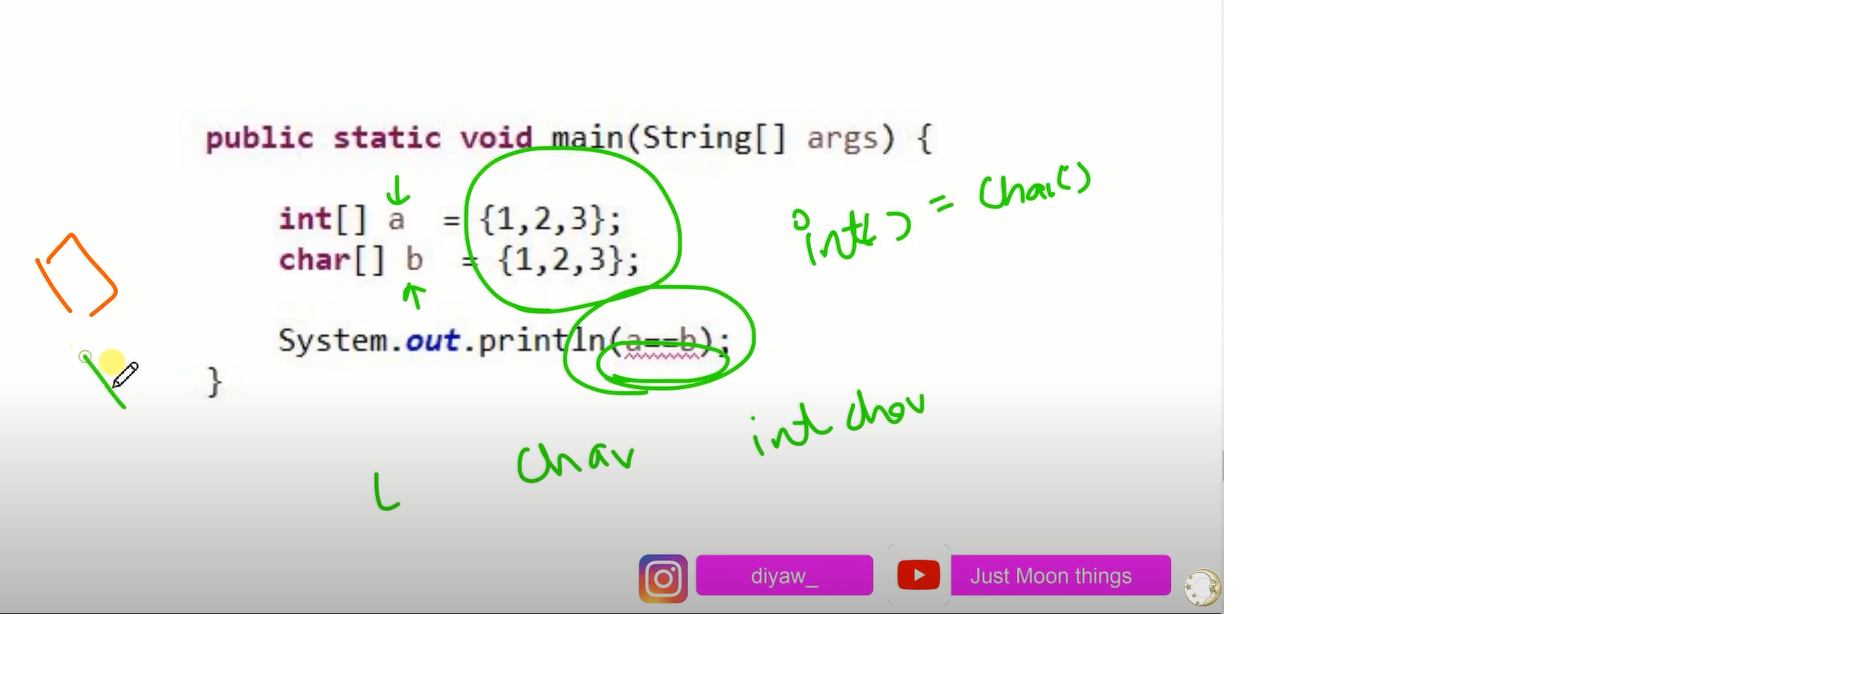 public static void main(String[] args) {
int[] a = {1,2,3};
char[] b = {1,2,3};
int() = char()
System.out.println(a==b);
}
char
int char
L
diyaw_
Just Moon things